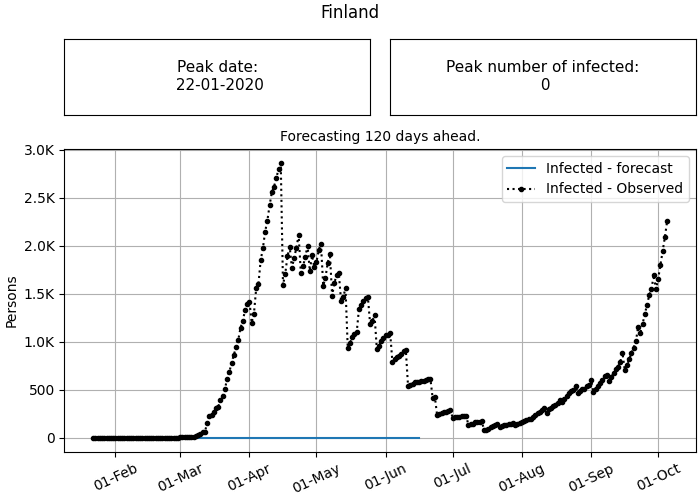 Finland
Peak date:
22-01-2020
Peak number of infected:
0
Forecasting 120 days ahead.
Infected - forecast
Infected - Observed
Persons
3.0K
2.5K
2.0K
1.5K
1.0K
500
0
01-Feb
01-Mar
01-Apr
01-May
01-Jun
01-Jul
01-Aug
01-Sep
01-Oct